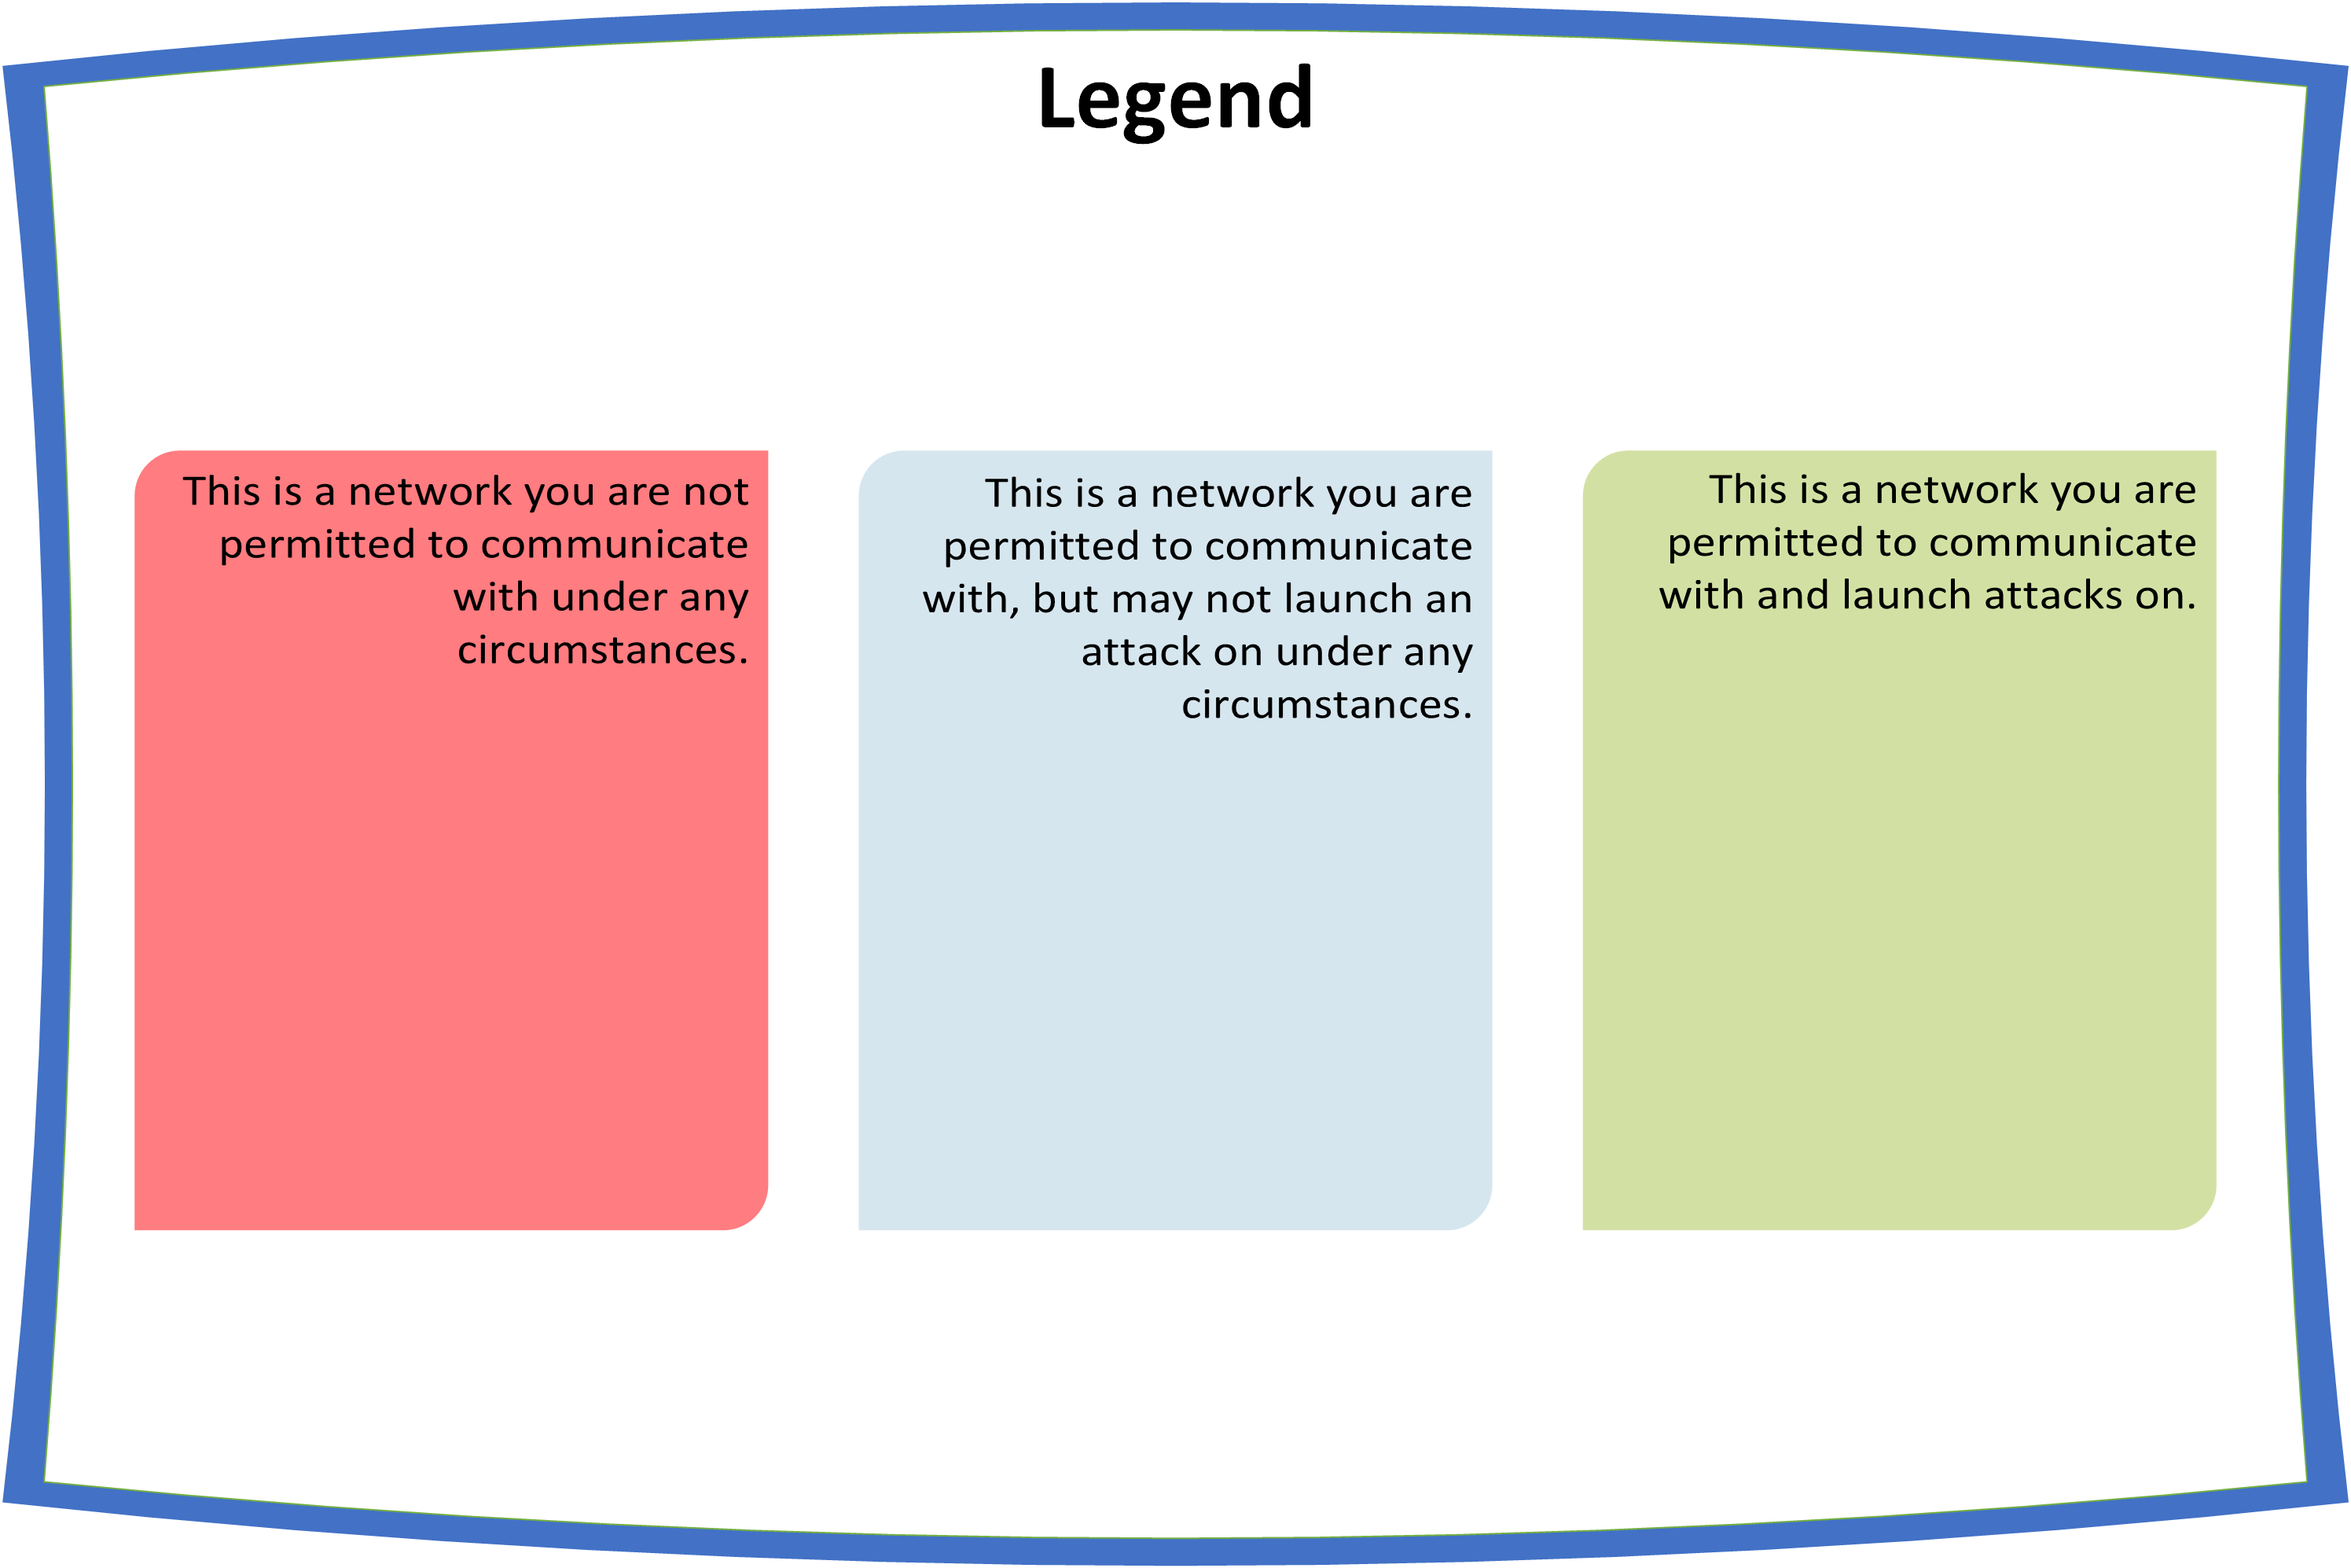 Legend
This is a network you are not
permitted to communicate
with under any
circumstances.
This is a network you are
permitted to communicate
with, but may not launch an
attack on under any
circumstances.
This is a network you are
permitted to communicate
with and launch attacks on.